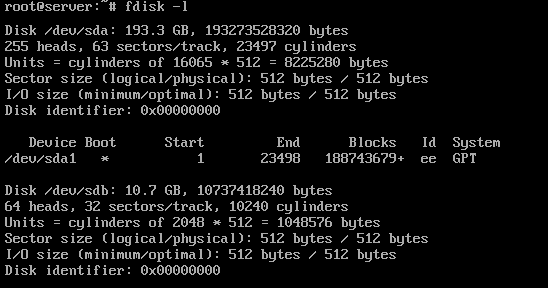 root@server:~# fdisk -l
Disk /dev/sda: 193.3 GB, 193273528320 bytes
255 heads, 63 sectors/track, 23497 cylinders
Units = cylinders of 16065 * 512 = 8225280 bytes
Sector size (logical/physical): 512 bytes / 512 bytes
I/O size (minimum/optimal): 512 bytes / 512 bytes
Disk identifier: 0x00000000
Device Boot Start End Blocks Id System
/dev/sda1 * 1 23498 188743679+ ee GPT
Disk /dev/sdb: 10.7 GB, 10737418240 bytes
64 heads, 32 sectors/track, 10240 cylinders
Units = cylinders of 2048 * 512 = 1048576 bytes
Sector size (logical/physical): 512 bytes / 512 bytes
I/O size (minimum/optimal): 512 bytes / 512 bytes
Disk identifier: 0x00000000